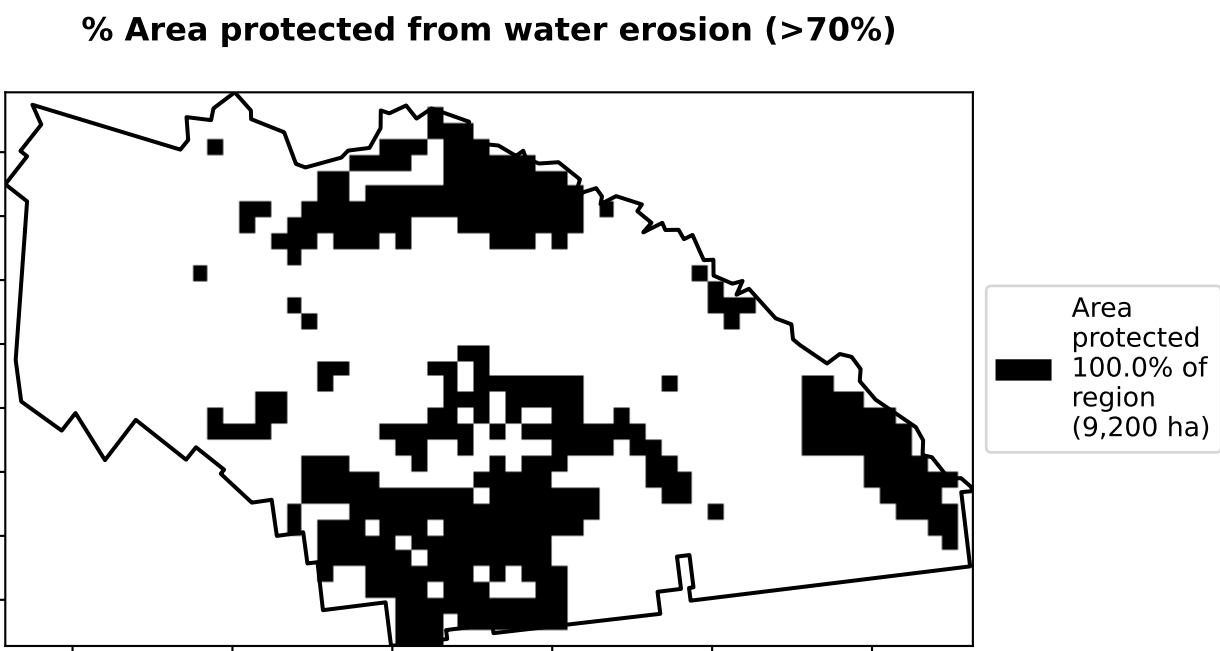 % Area protected from water erosion (>70%)
Area
protected
100.0% of
region
(9,200 ha)